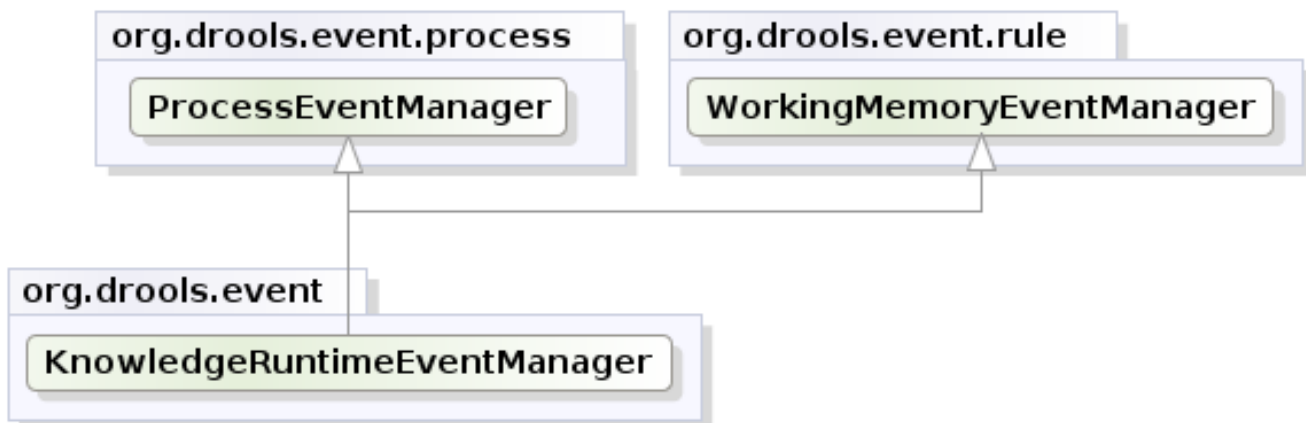 org.drools.event.process
ProcessEventManager
org.drools.event.rule
WorkingMemoryEventManager
org.drools.event
KnowledgeRuntimeEventManager